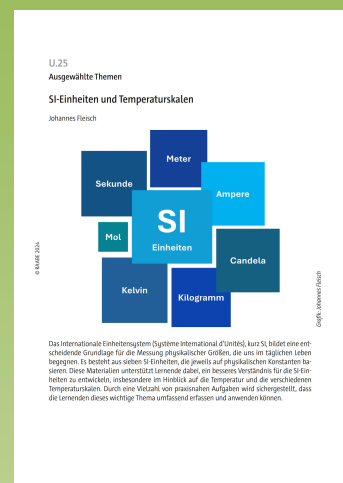 U.25
Ausgewählte Themen
SI-Einheiten und Temperaturskalen
Johannes Fleisch
Meter
Sekunde
Ampere
SI
Einheiten
Mol
Candela
Kelvin
Kilogramm
© RAABE 2024
Grafik: Johannes Fleisch
Das Internationale Einheitensystem (Système International d'Unités), kurz SI, bildet eine ent-
scheidende Grundlage für die Messung physikalischer Größen, die uns im täglichen Leben
begegnen. Es besteht aus sieben SI-Einheiten, die jeweils auf physikalischen Konstanten ba-
sieren. Diese Materialien unterstützt Lernende dabei, ein besseres Verständnis für die SI-Ein-
heiten zu entwickeln, insbesondere im Hinblick auf die Temperatur und die verschiedenen
Temperaturskalen. Durch eine Vielzahl von praxisnahen Aufgaben wird sichergestellt, dass
die Lernenden dieses wichtige Thema umfassend erfassen und anwenden können.